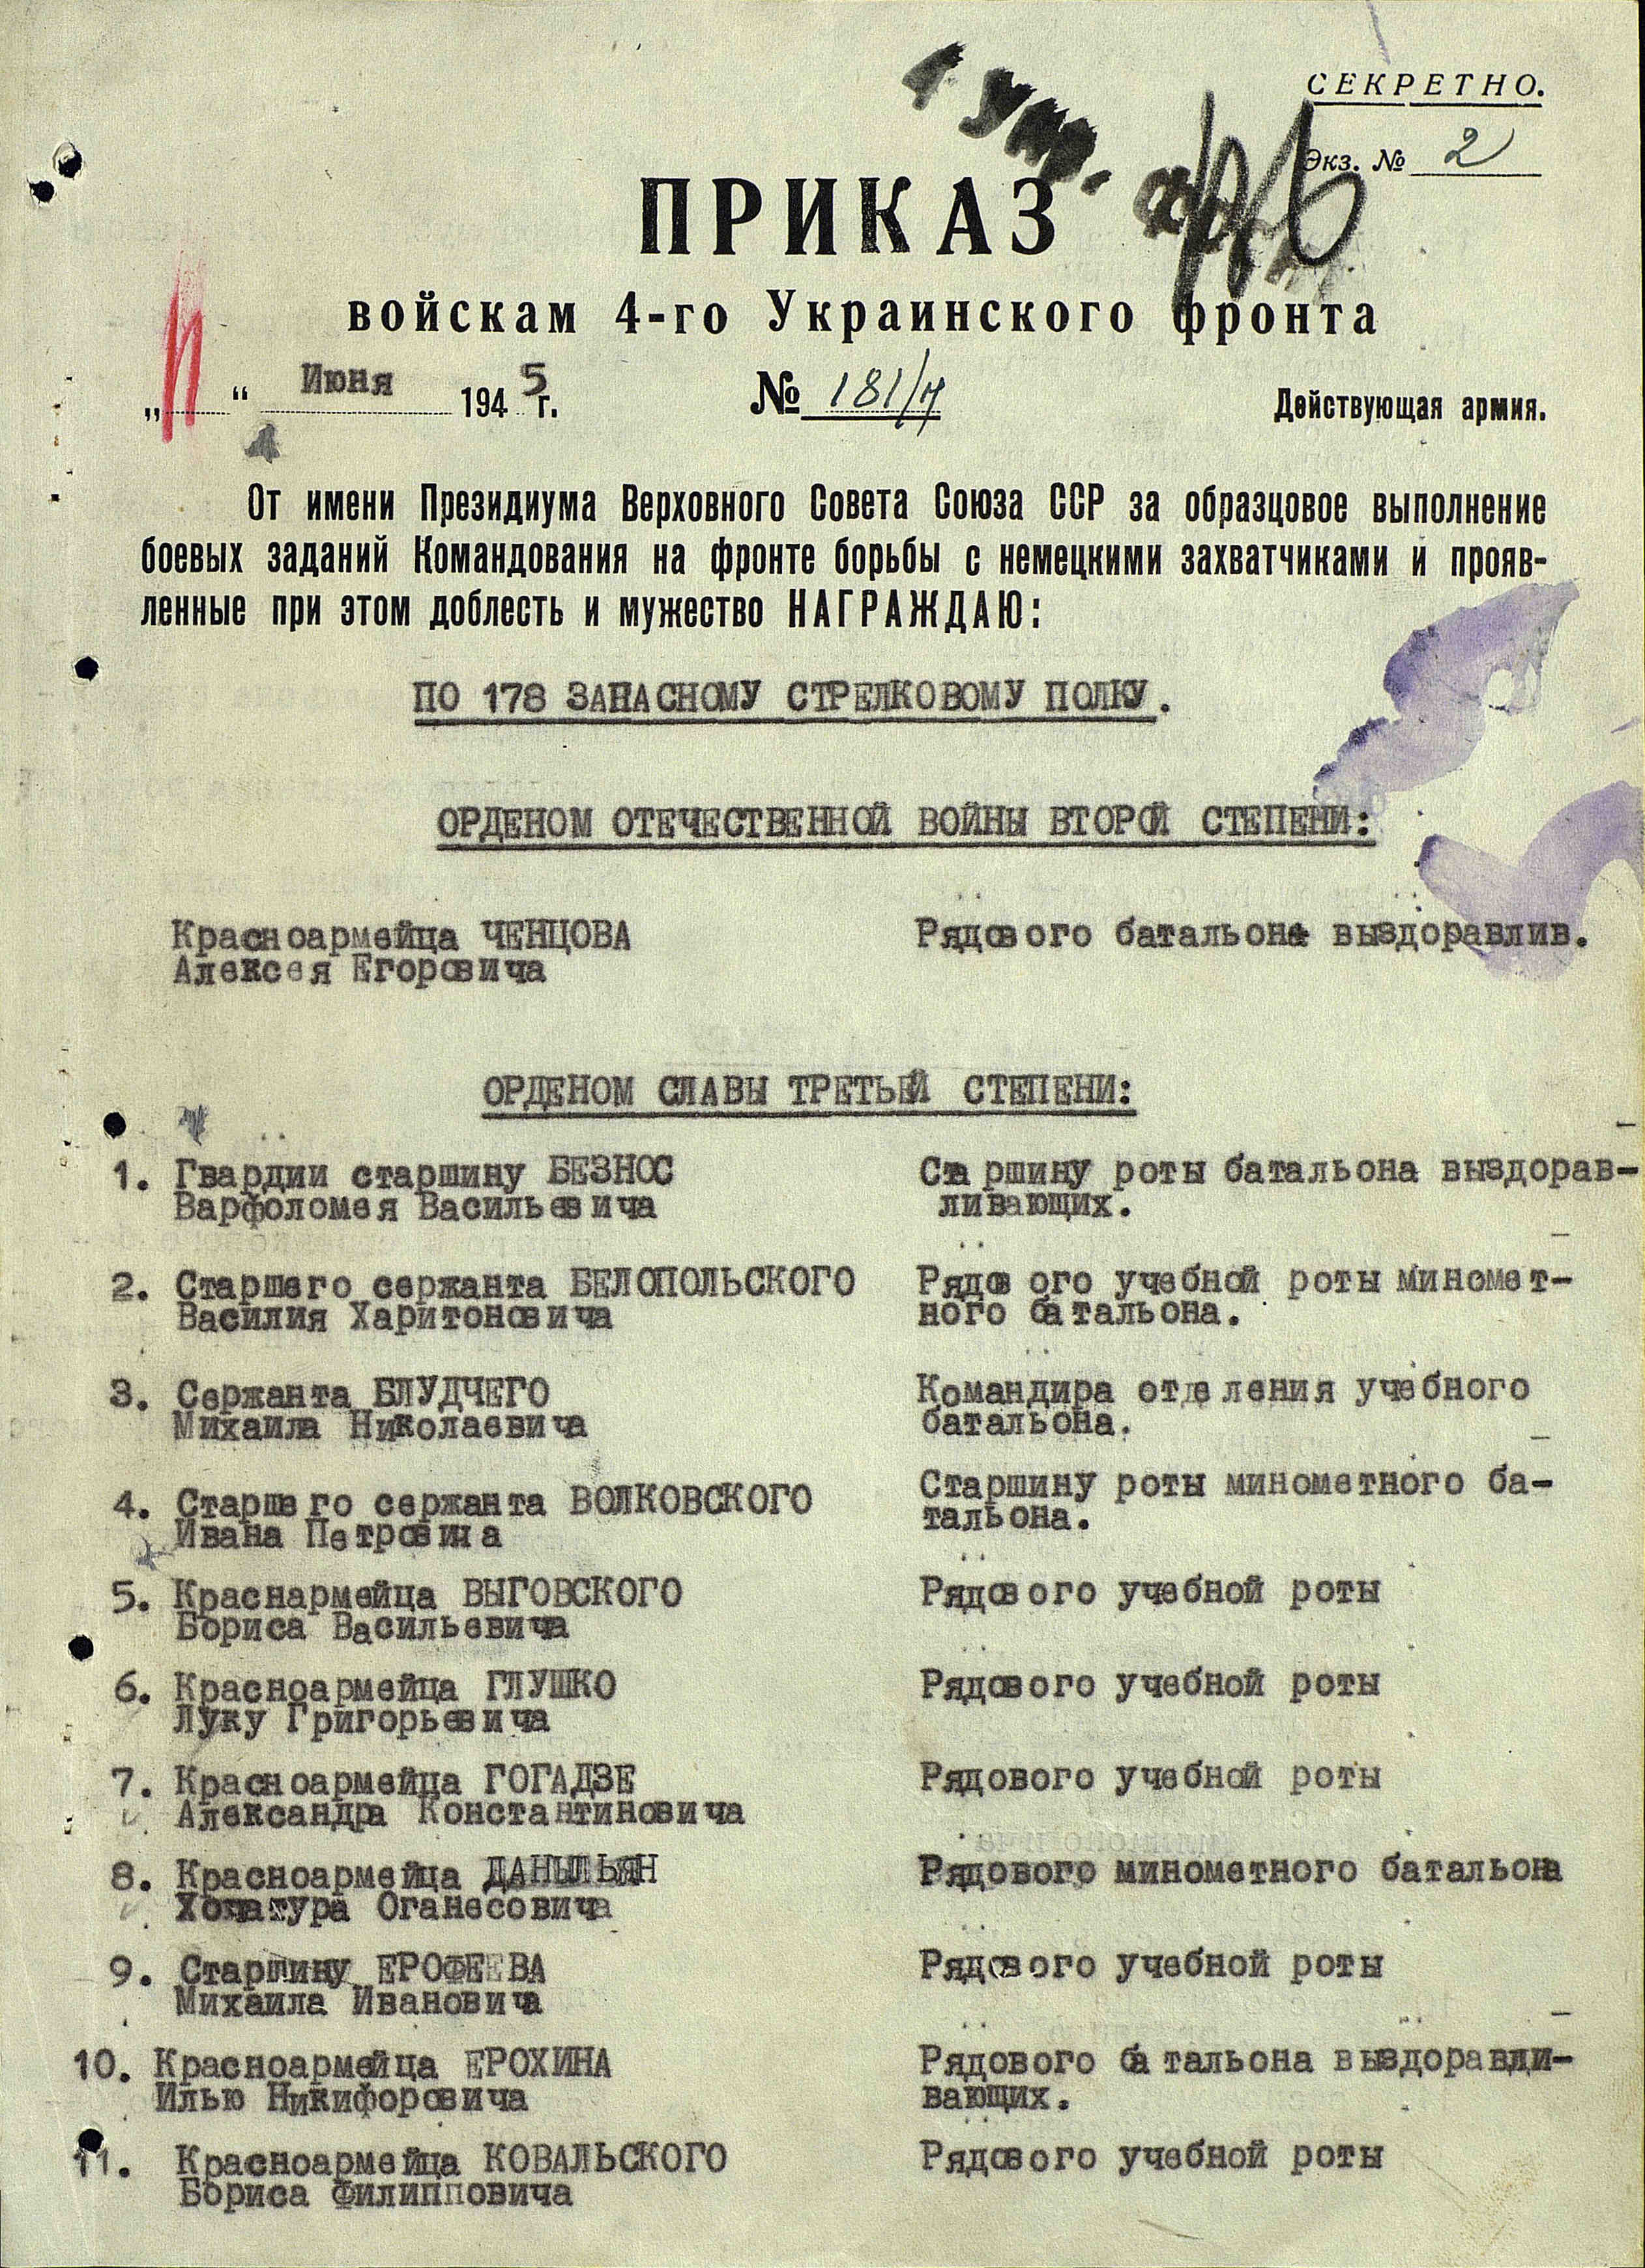 СЕКРЕТНО.
4 Укр.
Экз. № 2
ПРИКАЗ
войскам 4-го Украинского фронта
„11“ Июня 1945 г. № 181/н Действующая армия.
От имени Президиума Верховного Совета Союза ССР за образцовое выполнение
боевых заданий Командования на фронте борьбы с немецкими захватчиками и прояв-
ленные при этом доблесть и мужество НАГРАЖДАЮ:
ПО 178 ЗАПАСНОМУ СТРЕЛКОВОМУ ПОЛКУ.
ОРДЕНОМ ОТЕЧЕСТВЕННОЙ ВОЙНЫ ВТОРОЙ СТЕПЕНИ:
Красноармейца ЧЕНЦОВА Рядового батальона выздоравлив.
Алексея Егоровича
ОРДЕНОМ СЛАВЫ ТРЕТЬЕЙ СТЕПЕНИ:
1. Гвардии старшину БЕЗНОС Старшину роты батальона выздорав-
Варфоломея Васильевича ливающих.
2. Старшего сержанта БЕЛОПОЛЬСКОГО Рядового учебной роты миномет-
Василия Харитоновича ного батальона.
3. Сержанта БЛУДЧЕГО Командира отделения учебного
Михаила Николаевича батальона.
4. Старшего сержанта ВОЛКОВСКОГО Старшину роты минометного ба-
Ивана Петровича тальона.
5. Краснармейца ВЫГОВСКОГО Рядового учебной роты
Бориса Васильевича
6. Красноармейца ГЛУШКО Рядового учебной роты
Луку Григорьевича
7. Красноармейца ГОГАДЗЕ Рядового учебной роты
Александра Константиновича
8. Красноармейца ДАНЫЛЬЯН Рядового минометного батальона
Хочатура Оганесовича
9. Старшину ЕРОФЕЕВА Рядового учебной роты
Михаила Ивановича
10. Красноармейца ЕРОХИНА Рядового батальона выздоравли-
Илью Никифоровича вающих.
11. Красноармейца КОВАЛЬСКОГО Рядового учебной роты
Бориса Филипповича